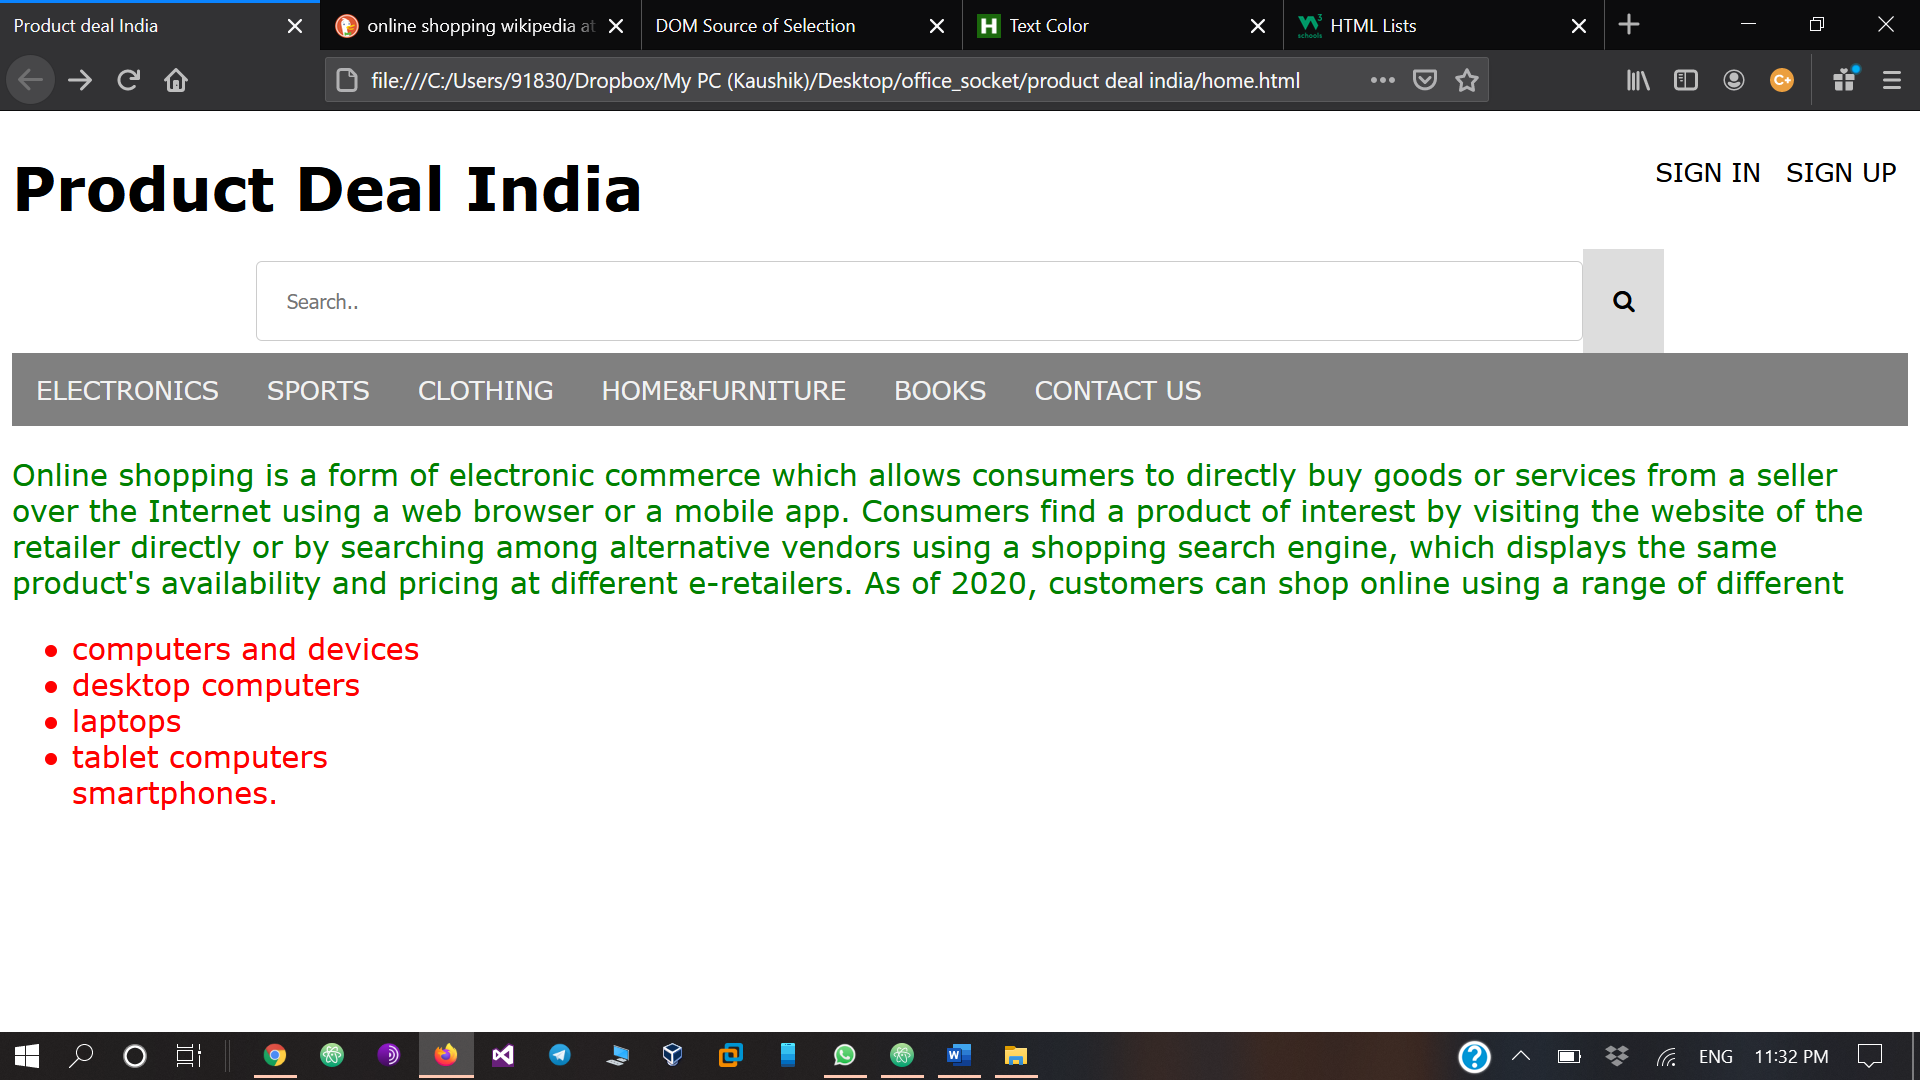 Product deal India
online shopping wikipedia at
DOM Source of Selection
H Text Color
W3 schools HTML Lists
file:///C:/Users/91830/Dropbox/My PC (Kaushik)/Desktop/office_socket/product deal india/home.html
C+
Product Deal India
SIGN IN SIGN UP
Search..
ELECTRONICS SPORTS CLOTHING HOME&FURNITURE BOOKS CONTACT US
Online shopping is a form of electronic commerce which allows consumers to directly buy goods or services from a seller
over the Internet using a web browser or a mobile app. Consumers find a product of interest by visiting the website of the
retailer directly or by searching among alternative vendors using a shopping search engine, which displays the same
product's availability and pricing at different e-retailers. As of 2020, customers can shop online using a range of different
• computers and devices
• desktop computers
• laptops
• tablet computers
smartphones.
W
? ENG 11:32 PM